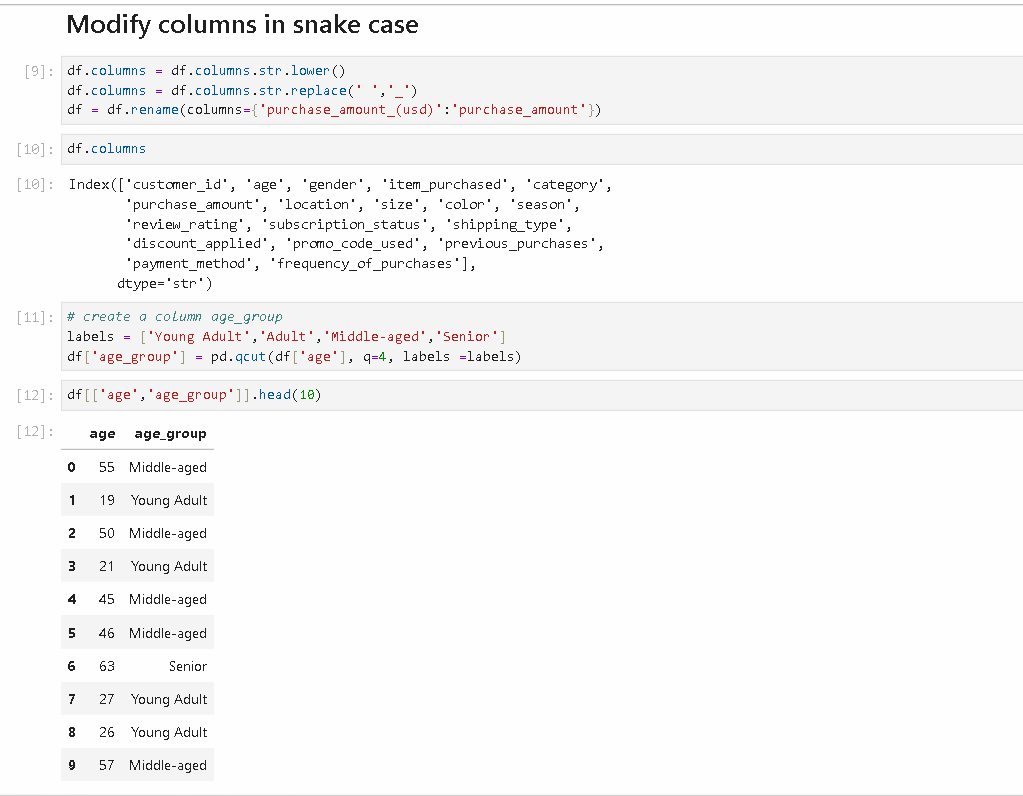 Modify columns in snake case
[9]: df.columns = df.columns.str.lower()
df.columns = df.columns.str.replace(' ','_')
df = df.rename(columns={'purchase_amount_(usd)':'purchase_amount'})
[10]: df.columns
[10]: Index(['customer_id', 'age', 'gender', 'item_purchased', 'category',
'purchase_amount', 'location', 'size', 'color', 'season',
'review_rating', 'subscription_status', 'shipping_type',
'discount_applied', 'promo_code_used', 'previous_purchases',
'payment_method', 'frequency_of_purchases'],
dtype='str')
[11]: # create a column age_group
labels = ['Young Adult','Adult','Middle-aged','Senior']
df['age_group'] = pd.qcut(df['age'], q=4, labels =labels)
[12]: df[['age','age_group']].head(10)
[12]: age age_group
0 55 Middle-aged
1 19 Young Adult
2 50 Middle-aged
3 21 Young Adult
4 45 Middle-aged
5 46 Middle-aged
6 63 Senior
7 27 Young Adult
8 26 Young Adult
9 57 Middle-aged